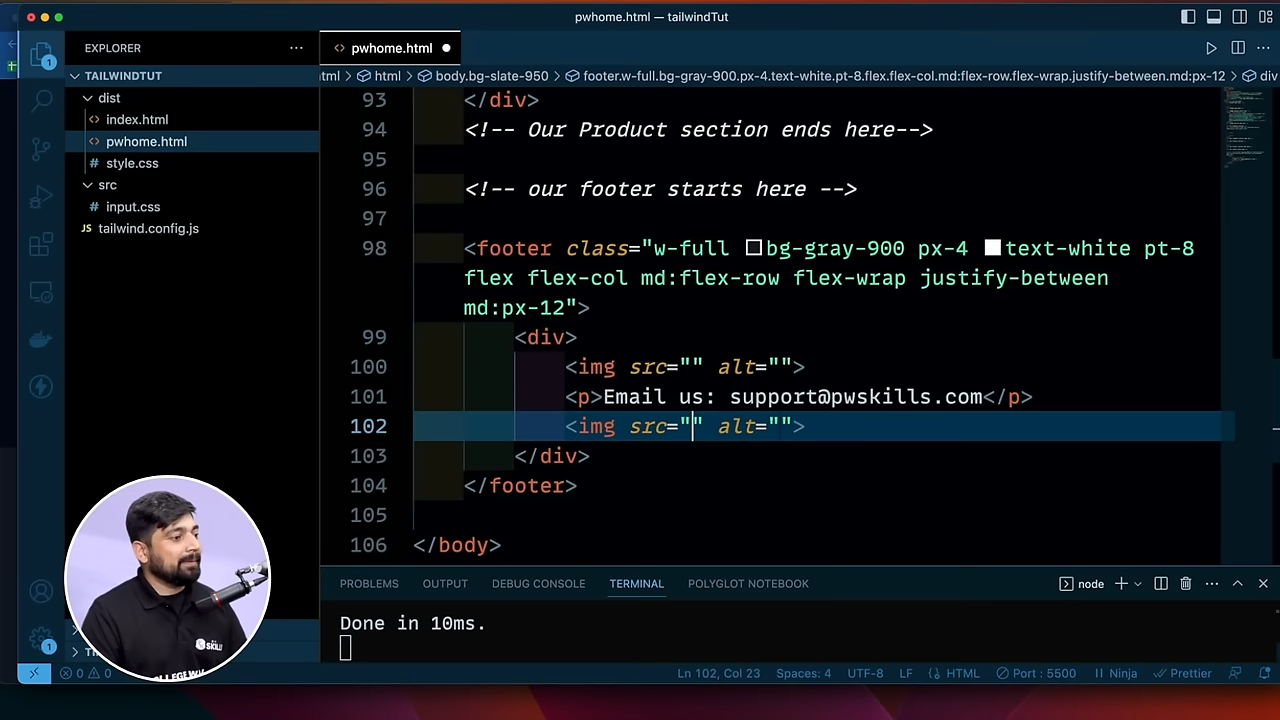 pwhome.html — tailwindTut
EXPLORER
pwhome.html
TAILWINDTUT
html > html > body.bg-slate-950 > footer.w-full.bg-gray-900.px-4.text-white.pt-8.flex.flex-col.md:flex-row.flex-wrap.justify-between.md:px-12 > div
dist
index.html
pwhome.html
style.css
src
input.css
JS tailwind.config.js
93 </div>
94 <!-- Our Product section ends here-->
95
96 <!-- our footer starts here -->
97
98 <footer class="w-full bg-gray-900 px-4 text-white pt-8
flex flex-col md:flex-row flex-wrap justify-between
md:px-12">
99 <div>
100 <img src="" alt="">
101 <p>Email us: support@pwskills.com</p>
102 <img src="" alt="">
103 </div>
104 </footer>
105
106 </body>
PROBLEMS OUTPUT DEBUG CONSOLE TERMINAL POLYGLOT NOTEBOOK
node
Done in 10ms.
0 0
Ln 102, Col 23 Spaces: 4 UTF-8 LF HTML Port : 5500 Ninja Prettier
1
1